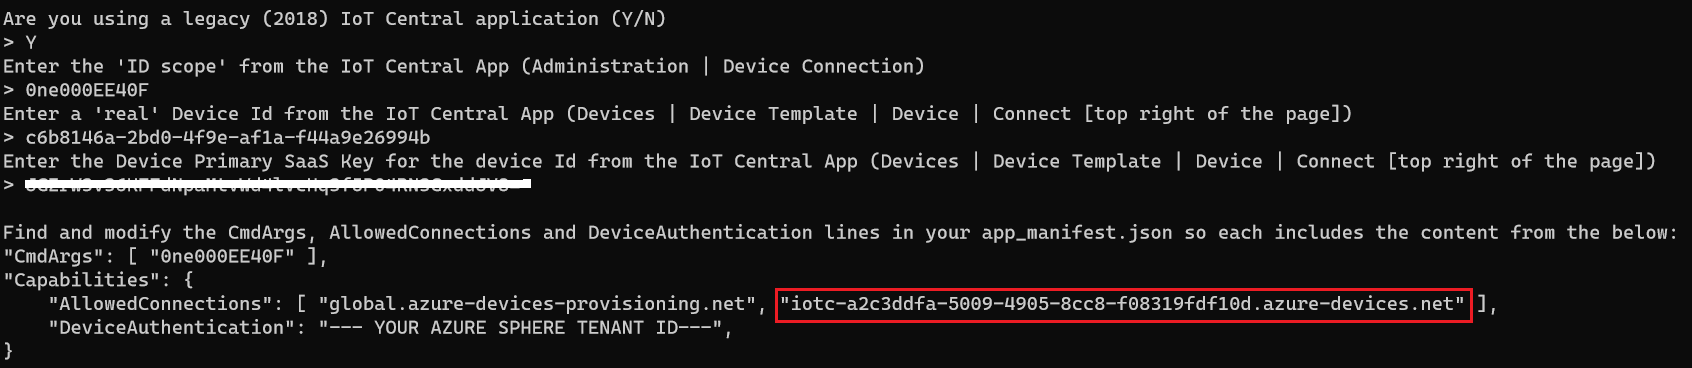 Are you using a legacy (2018) IoT Central application (Y/N)
> Y
Enter the 'ID scope' from the IoT Central App (Administration | Device Connection)
> 0ne000EE40F
Enter a 'real' Device Id from the IoT Central App (Devices | Device Template | Device | Connect [top right of the page])
> c6b8146a-2bd0-4f9e-af1a-f44a9e26994b
Enter the Device Primary SaaS Key for the device Id from the IoT Central App (Devices | Device Template | Device | Connect [top right of the page])
>
Find and modify the CmdArgs, AllowedConnections and DeviceAuthentication lines in your app_manifest.json so each includes the content from the below:
"CmdArgs": [ "0ne000EE40F" ],
"Capabilities": {
    "AllowedConnections": [ "global.azure-devices-provisioning.net", "iotc-a2c3ddfa-5009-4905-8cc8-f08319fdf10d.azure-devices.net" ],
    "DeviceAuthentication": "--- YOUR AZURE SPHERE TENANT ID---",
}